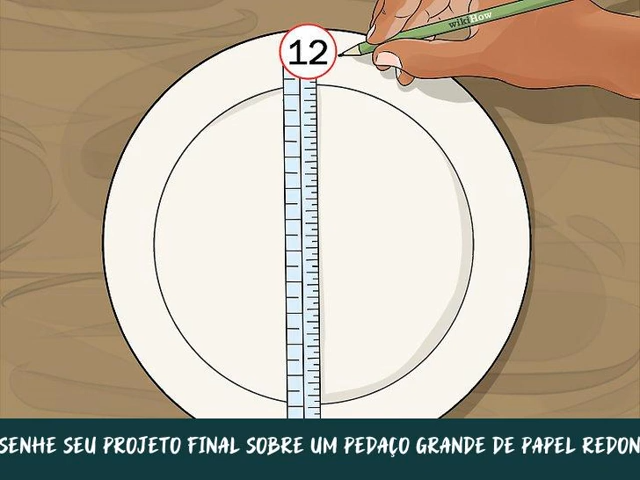 12
wikiHow
SENHE SEU PROJETO FINAL SOBRE UM PEDAÇO GRANDE DE PAPEL REDON